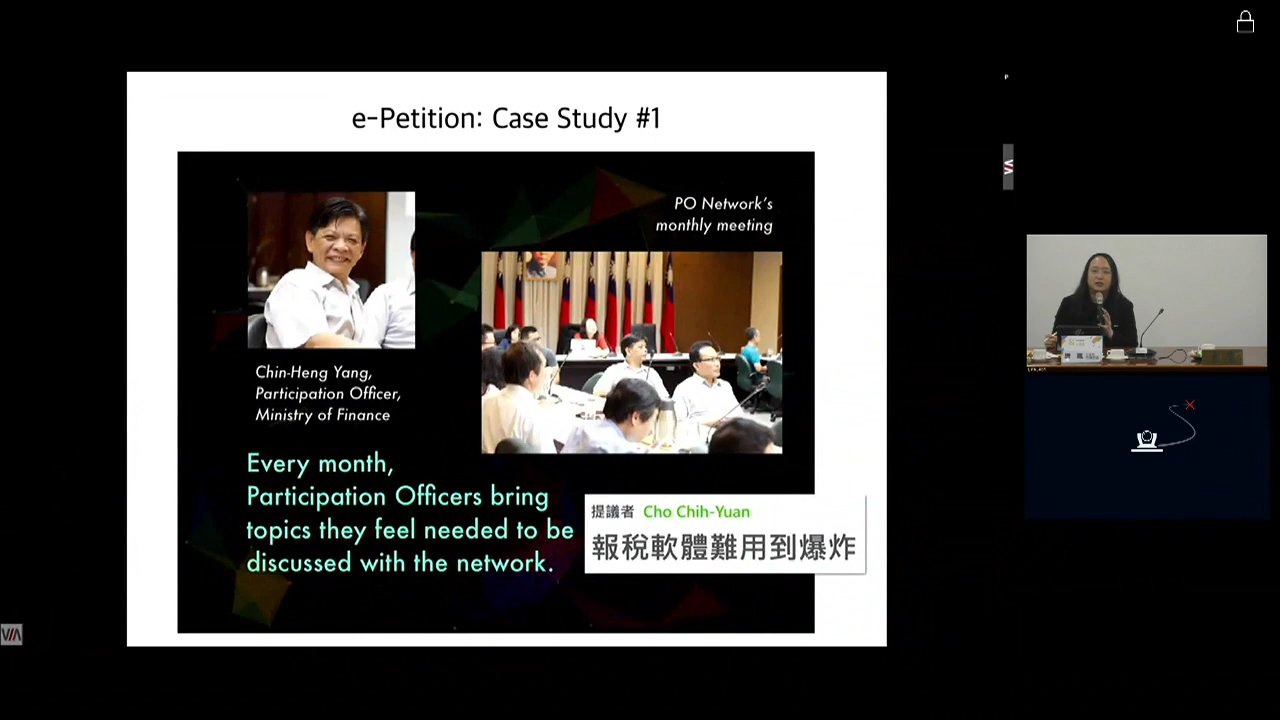 e-Petition: Case Study #1
PO Network's
monthly meeting
Chin-Heng Yang,
Participation Officer,
Ministry of Finance
Every month,
Participation Officers bring
topics they feel needed to be
discussed with the network.
提議者 Cho Chih-Yuan
報稅軟體難用到爆炸
VIA